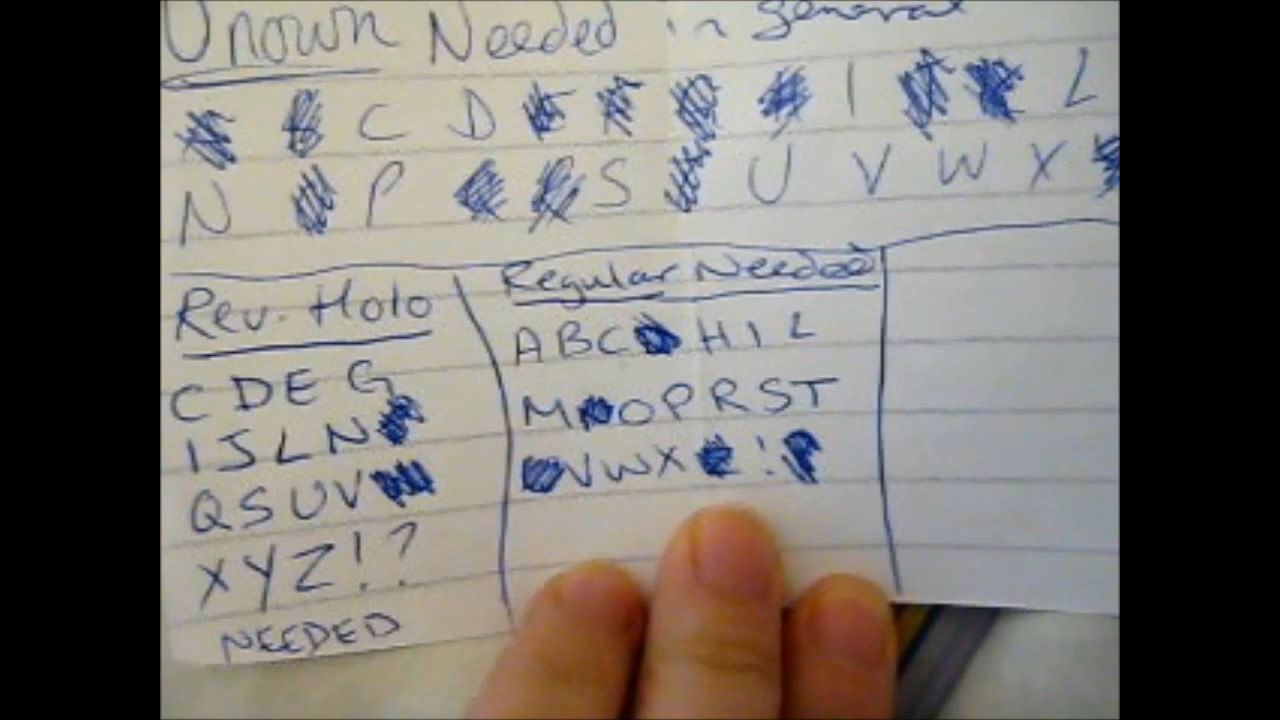 Unown Needed in general
C D I L
N P S U V W X
Rev. Holo
C D E G
I J L N
Q S U V
X Y Z ! ?
NEEDED
Regular Needed
A B C H I L
M O P R S T
V W X !